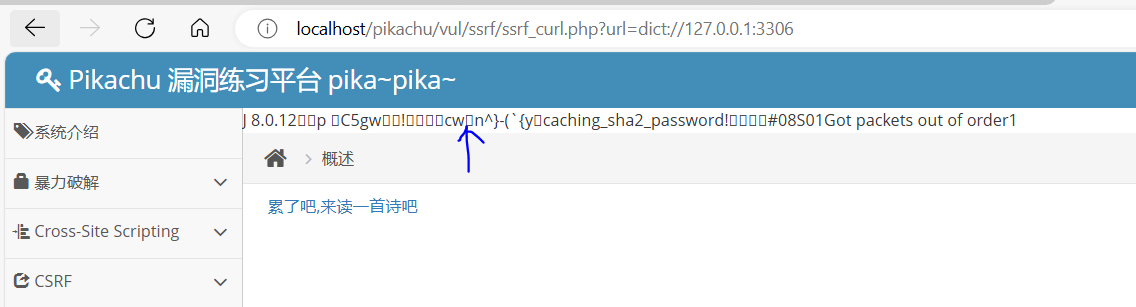 localhost/pikachu/vul/ssrf/ssrf_curl.php?url=dict://127.0.0.1:3306
Pikachu 漏洞练习平台 pika~pika~
J 8.0.12▯▯p ▯C5gw▯▯!▯▯▯▯cw▯n^}-(`{y▯caching_sha2_password!▯▯▯▯#08S01Got packets out of order1
系统介绍
概述
暴力破解
累了吧,来读一首诗吧
Cross-Site Scripting
CSRF